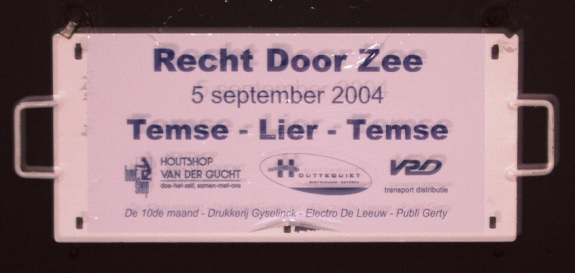 Recht Door Zee
5 september 2004
Temse - Lier - Temse
HOUTSHOP
VAN DER GUCHT
doe-het-zelf, samen-met-ons
HOUTTEQUIET
VRD
transport distributie
De 10de maand - Drukkerij Gyselinck - Electro De Leeuw - Publi Gerty